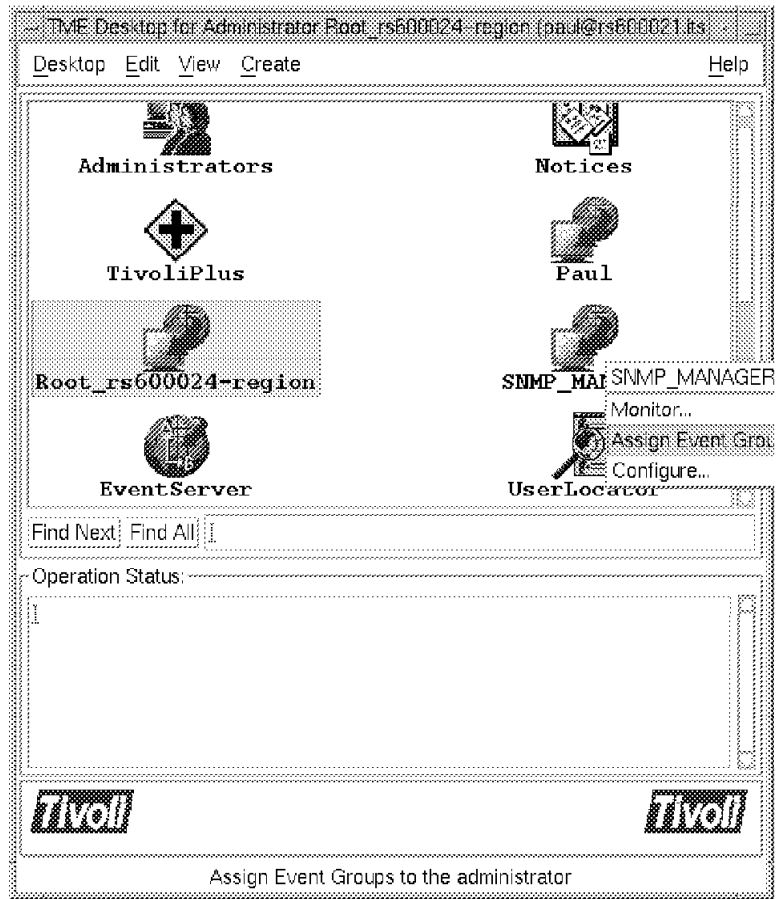 TME Desktop for Administrator Root_rs600024-region (paul@rs600021.its
Desktop Edit View Create Help
Administrators Notices
TivoliPlus Paul
Root_rs600024-region SNMP_MAN
SNMP_MANAGER
Monitor...
Assign Event Grou
Configure...
EventServer UserLocator
Find Next Find All
Operation Status:
Tivoli Tivoli
Assign Event Groups to the administrator